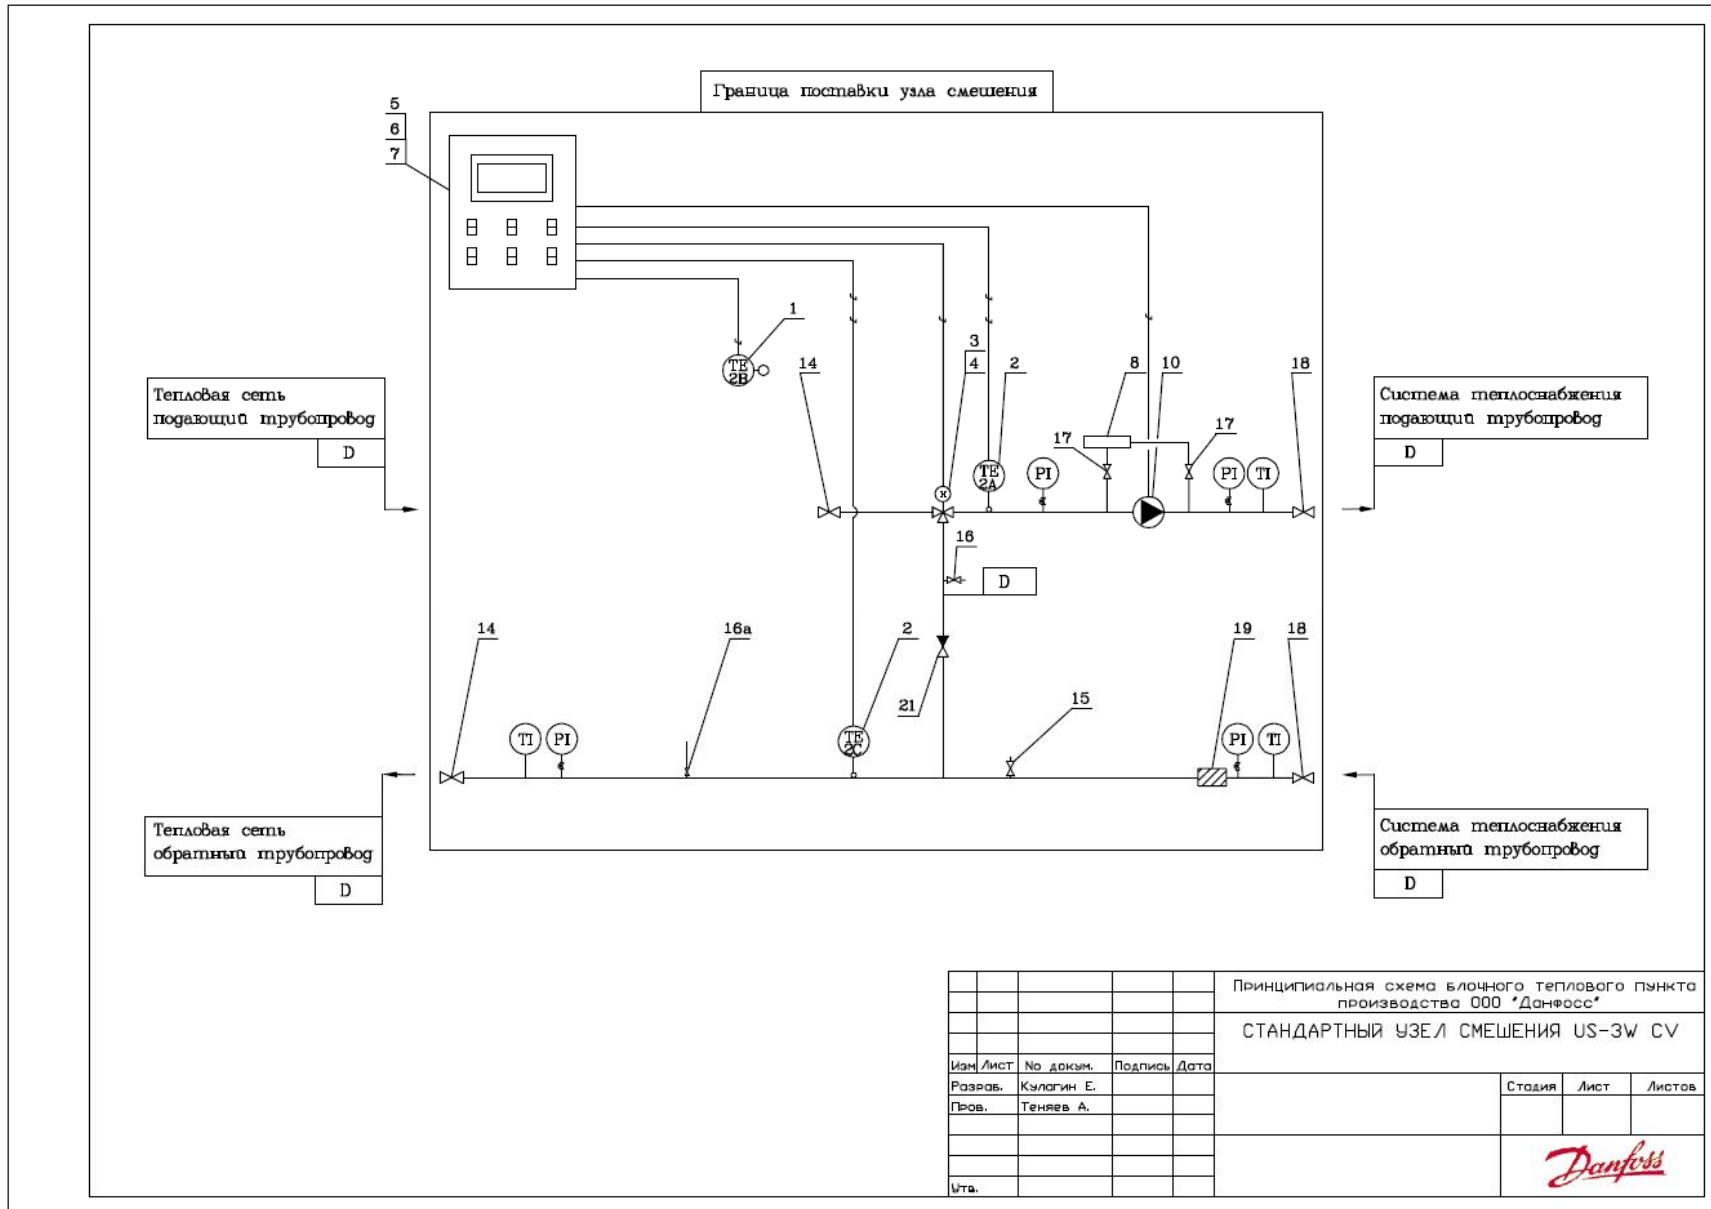 Граница поставки узла смешения
5
6
7
1
TE
2B
14
3
4
2
8
10
18
17
17
Тепловая сеть
подающий трубопровод
D
Система теплоснабжения
подающий трубопровод
D
TE
2A
PI
PI
TI
М
16
D
14
16а
2
19
18
21
15
TI
PI
TE
2C
PI
TI
Тепловая сеть
обратный трубопровод
D
Система теплоснабжения
обратный трубопровод
D
Принципиальная схема блочного теплового пункта
производства ООО "Данфосс"
СТАНДАРТНЫЙ УЗЕЛ СМЕШЕНИЯ US-3W CV
Изм Лист No докум. Подпись Дата
Разраб. Кулагин Е.
Стадия Лист Листов
Пров. Теняев А.
Утв.
Danfoss